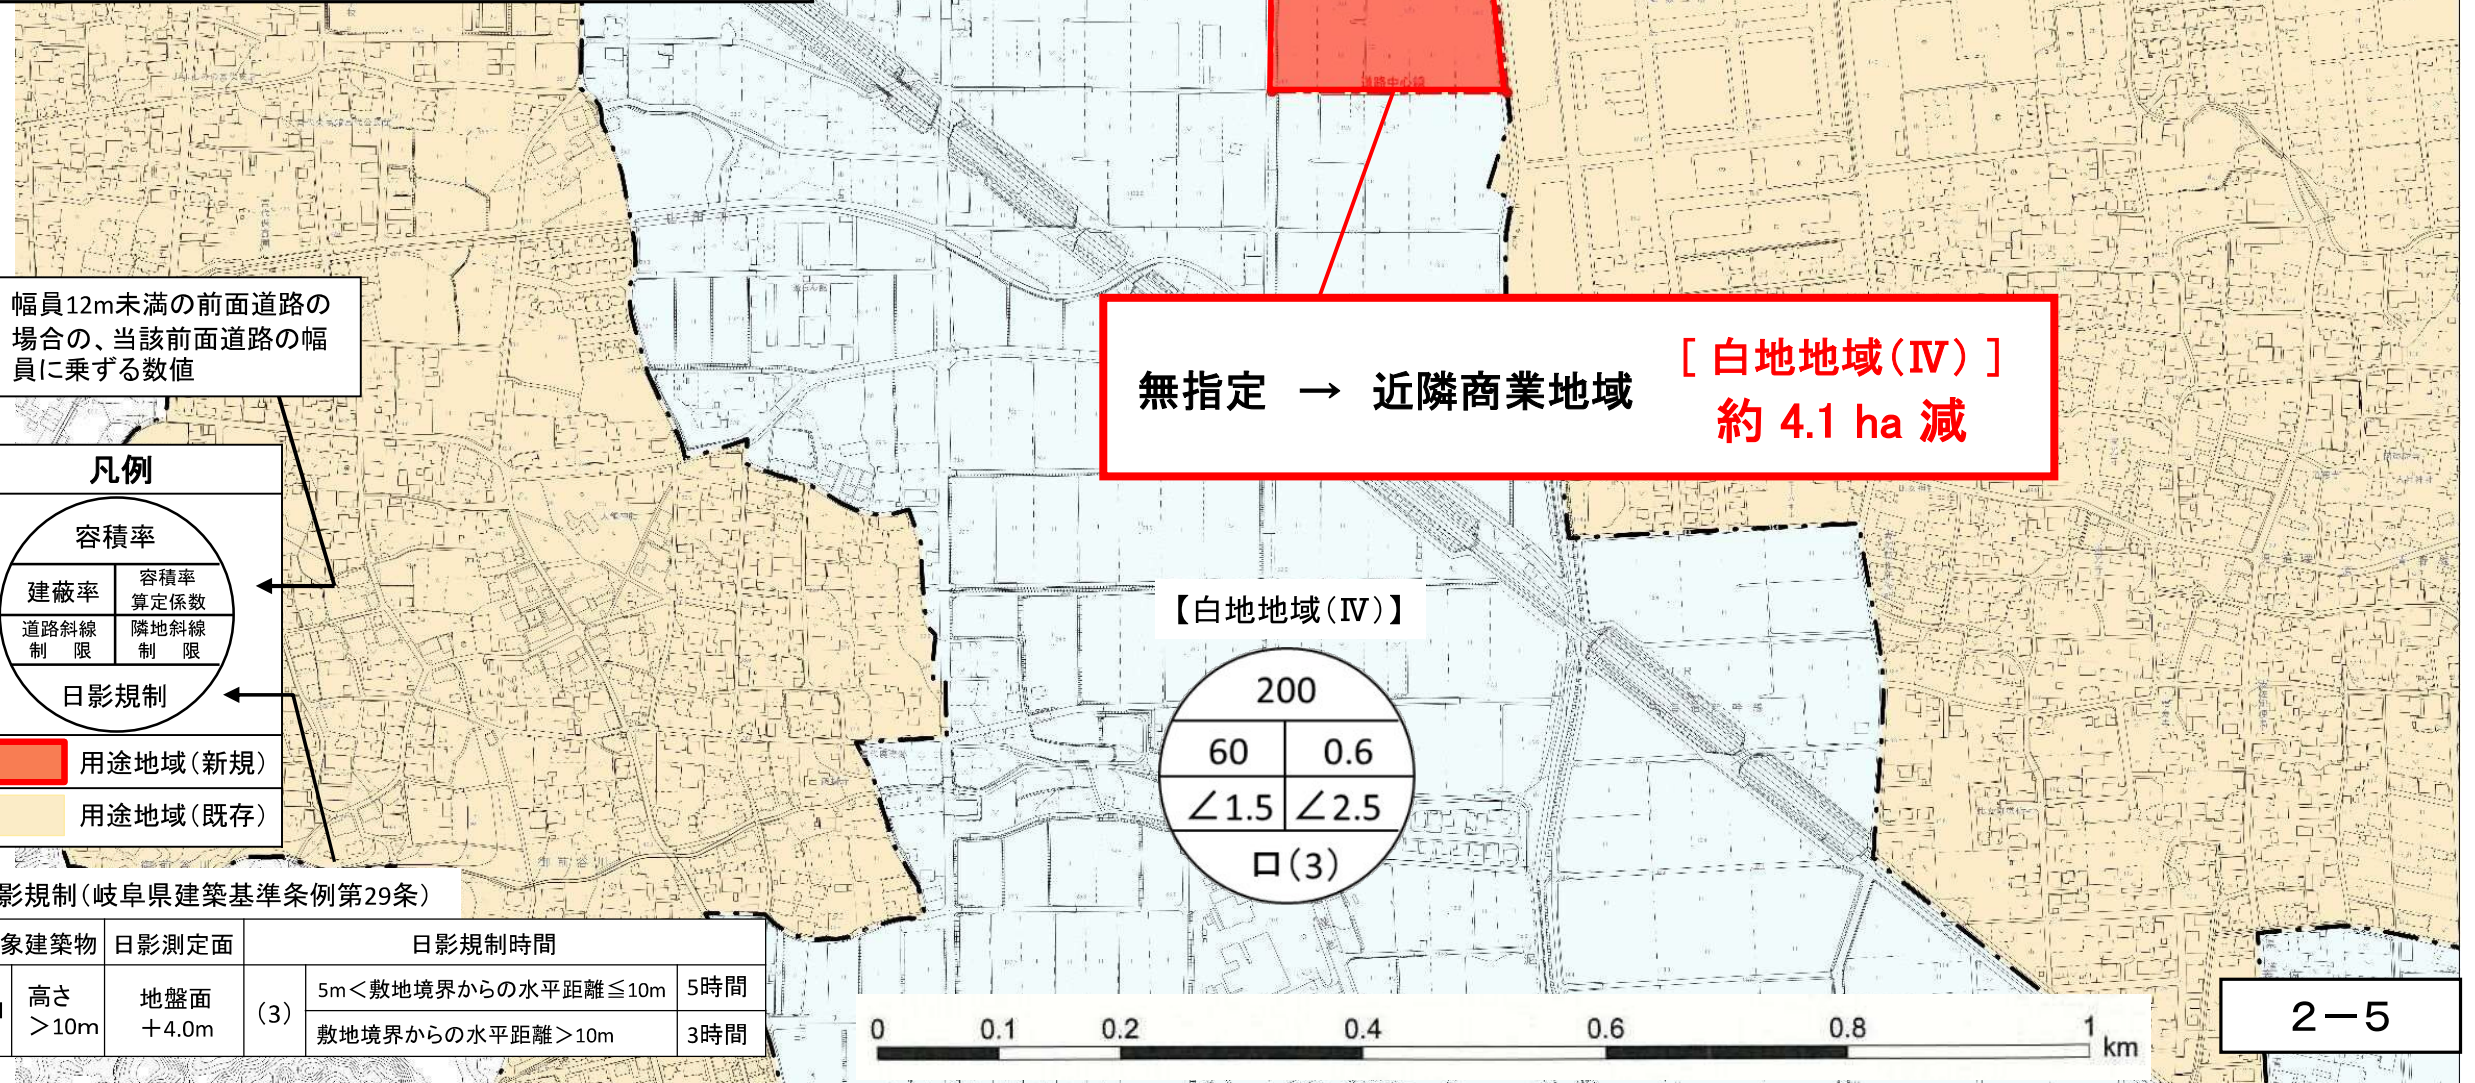 道路中心線
幅員12m未満の前面道路の
場合の、当該前面道路の幅
員に乗ずる数値
無指定 → 近隣商業地域
［ 白地地域（Ⅳ）］
約 4.1 ha 減
凡例
容積率
建蔽率
容積率
算定係数
道路斜線
制 限
隣地斜線
制 限
日影規制
用途地域（新規）
用途地域（既存）
【白地地域（Ⅳ）】
200
60 0.6
∠1.5 ∠2.5
ロ（3）
影規制（岐阜県建築基準条例第29条）
象建築物 日影測定面 日影規制時間
高さ
＞10m
地盤面
＋4.0m
（3）
5m＜敷地境界からの水平距離≦10m 5時間
敷地境界からの水平距離＞10m 3時間
0 0.1 0.2 0.4 0.6 0.8 1 km
２－５